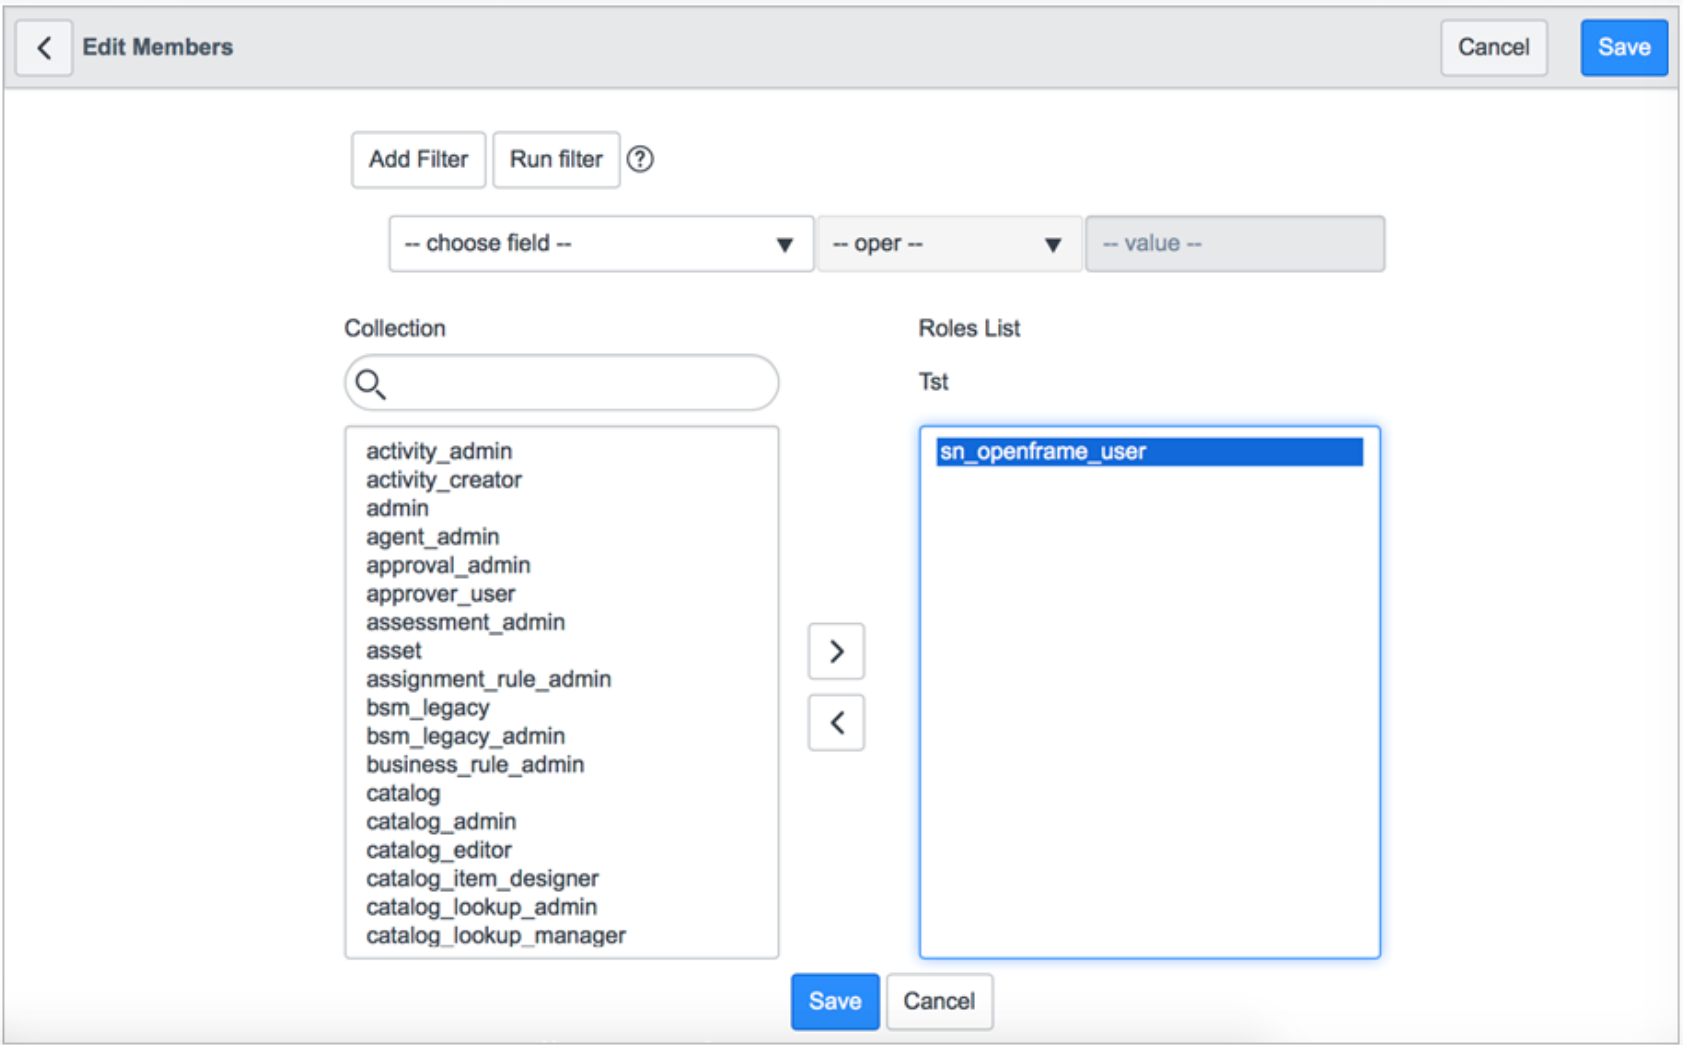 Edit Members
Cancel
Save
Add Filter
Run filter
?
-- choose field --
-- oper --
-- value --
Collection
Roles List
Tst
activity_admin
activity_creator
admin
agent_admin
approval_admin
approver_user
assessment_admin
asset
assignment_rule_admin
bsm_legacy
bsm_legacy_admin
business_rule_admin
catalog
catalog_admin
catalog_editor
catalog_item_designer
catalog_lookup_admin
catalog_lookup_manager
sn_openframe_user
Save
Cancel